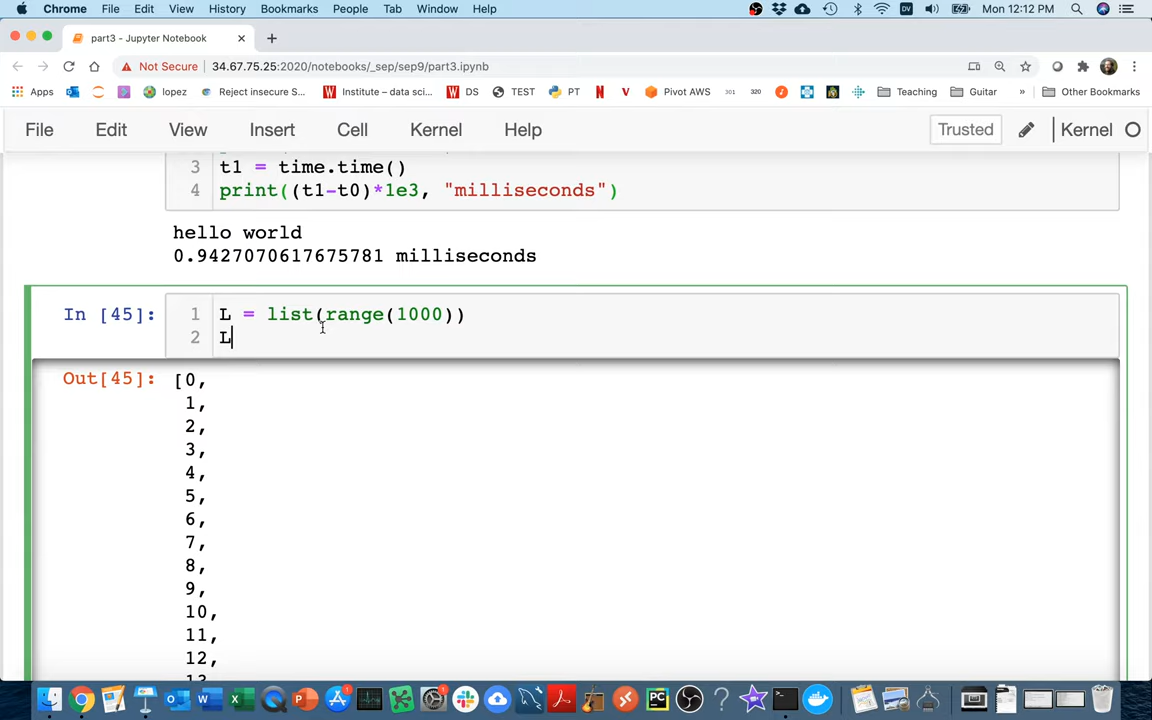 Chrome File Edit View History Bookmarks People Tab Window Help DV Mon 12:12 PM
part3 - Jupyter Notebook
Not Secure 34.67.75.25:2020/notebooks/_sep/sep9/part3.ipynb
Apps lopez Reject insecure S... Institute – data sci... DS TEST PT Pivot AWS 301 320 Teaching Guitar » Other Bookmarks
File Edit View Insert Cell Kernel Help Trusted Kernel
3 t1 = time.time()
4 print((t1-t0)*1e3, "milliseconds")
hello world
0.9427070617675781 milliseconds
In [45]: 1 L = list(range(1000))
2 L
Out[45]: [0,
1,
2,
3,
4,
5,
6,
7,
8,
9,
10,
11,
12,